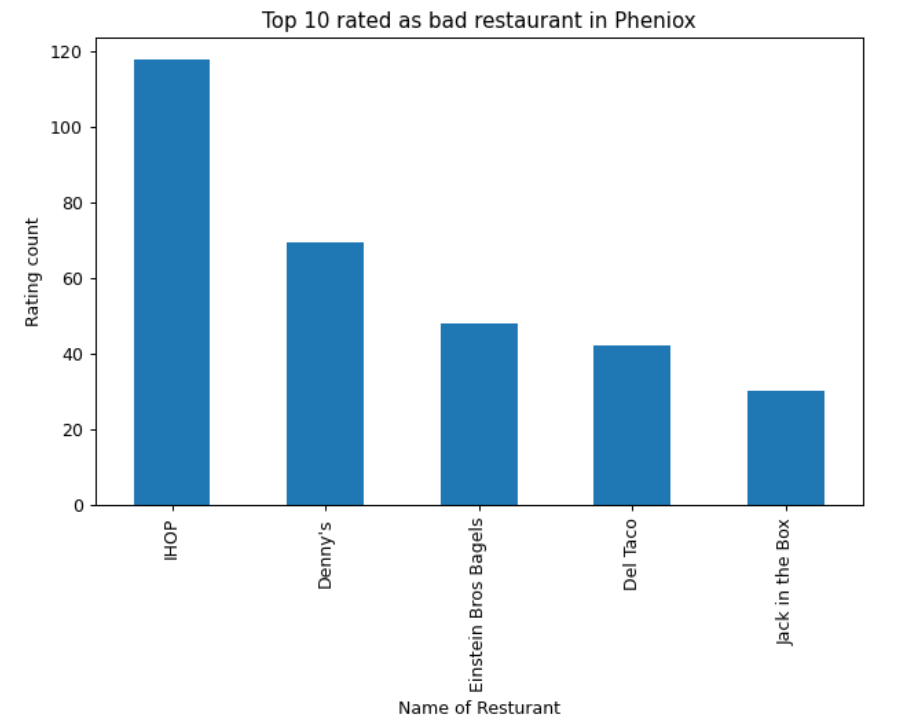 Top 10 rated as bad restaurant in Pheniox
120
100
80
60
40
20
0
Rating count
IHOP
Denny's
Einstein Bros Bagels
Del Taco
Jack in the Box
Name of Resturant